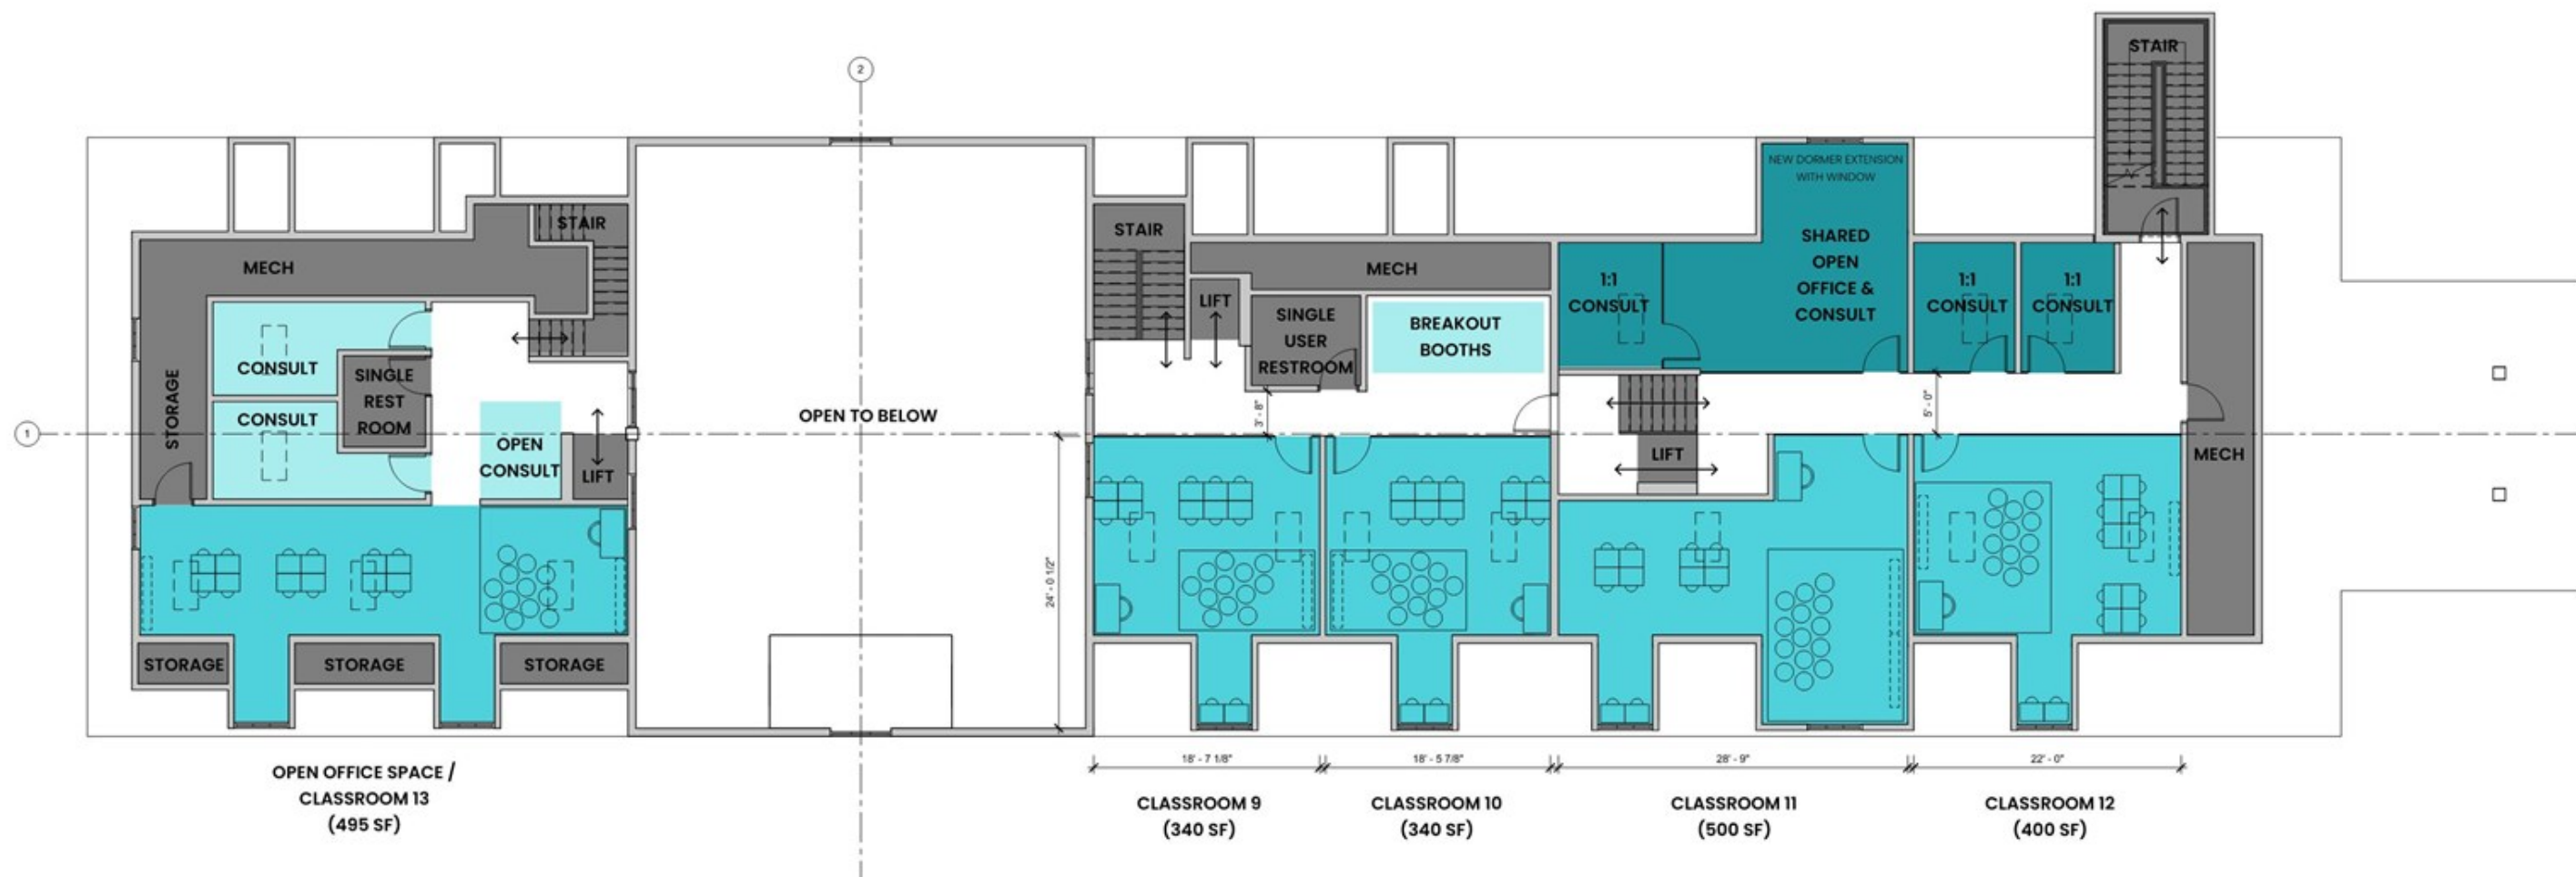 2
STAIR
NEW DORMER EXTENSION
WITH WINDOW
STAIR
STAIR
MECH
MECH
SHARED
OPEN
OFFICE &
CONSULT
1:1
CONSULT
1:1
CONSULT
1:1
CONSULT
LIFT
SINGLE
USER
RESTROOM
BREAKOUT
BOOTHS
CONSULT
SINGLE
REST
ROOM
STORAGE
CONSULT
OPEN
CONSULT
LIFT
OPEN TO BELOW
1
3' - 8"
5' - 0"
LIFT
MECH
24' - 0 1/2"
STORAGE
STORAGE
STORAGE
18' - 7 1/8"
18' - 5 7/8"
28' - 9"
22' - 0"
OPEN OFFICE SPACE /
CLASSROOM 13
(495 SF)
CLASSROOM 9
(340 SF)
CLASSROOM 10
(340 SF)
CLASSROOM 11
(500 SF)
CLASSROOM 12
(400 SF)